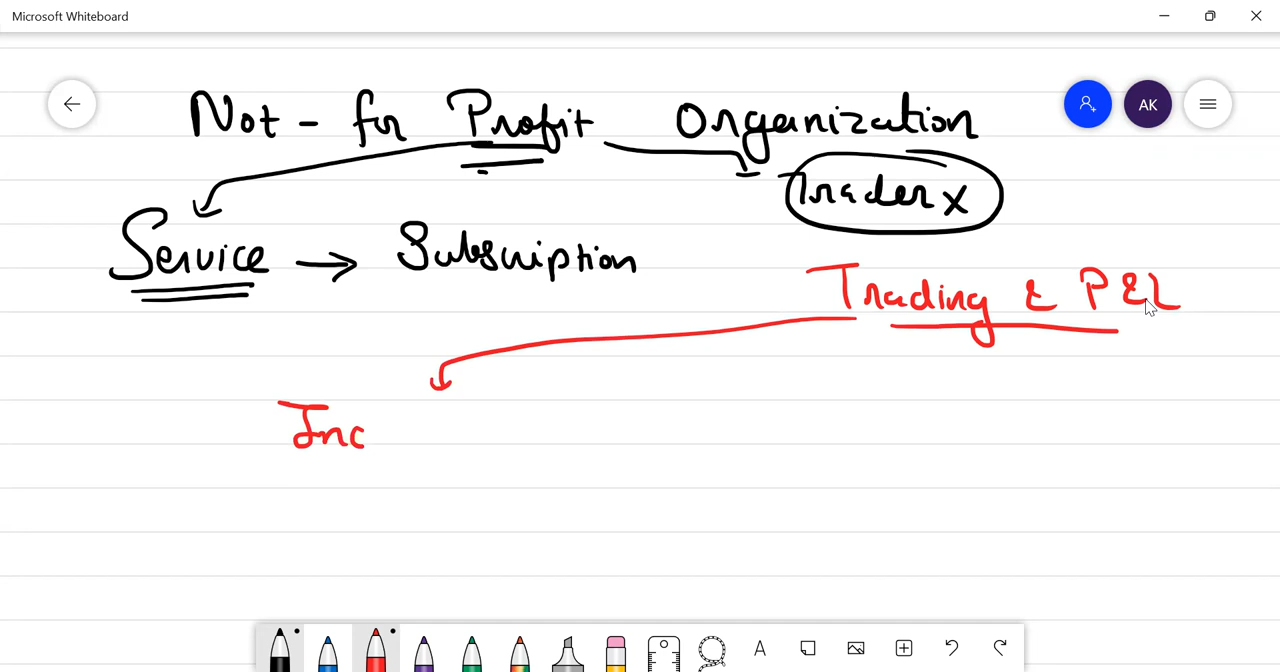 Microsoft Whiteboard
Not - for Profit Organization
AK
Trader x
Service → Subscription
Trading & P&L
Inc
A